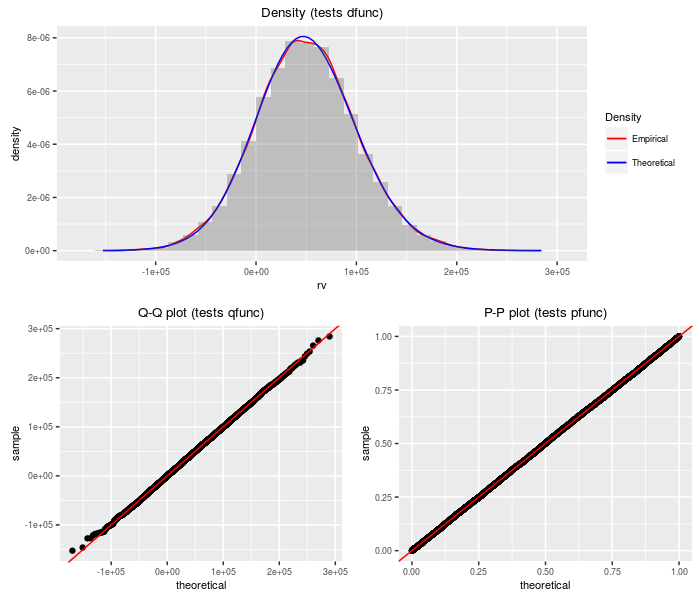 Density (tests dfunc)
8e-06
6e-06
4e-06
2e-06
0e+00
density
-1e+05 0e+00 1e+05 2e+05 3e+05
rv
Density
Empirical
Theoretical
Q-Q plot (tests qfunc)
3e+05
2e+05
1e+05
0e+00
-1e+05
sample
-1e+05 0e+00 1e+05 2e+05 3e+05
theoretical
P-P plot (tests pfunc)
1.00
0.75
0.50
0.25
0.00
sample
0.00 0.25 0.50 0.75 1.00
theoretical